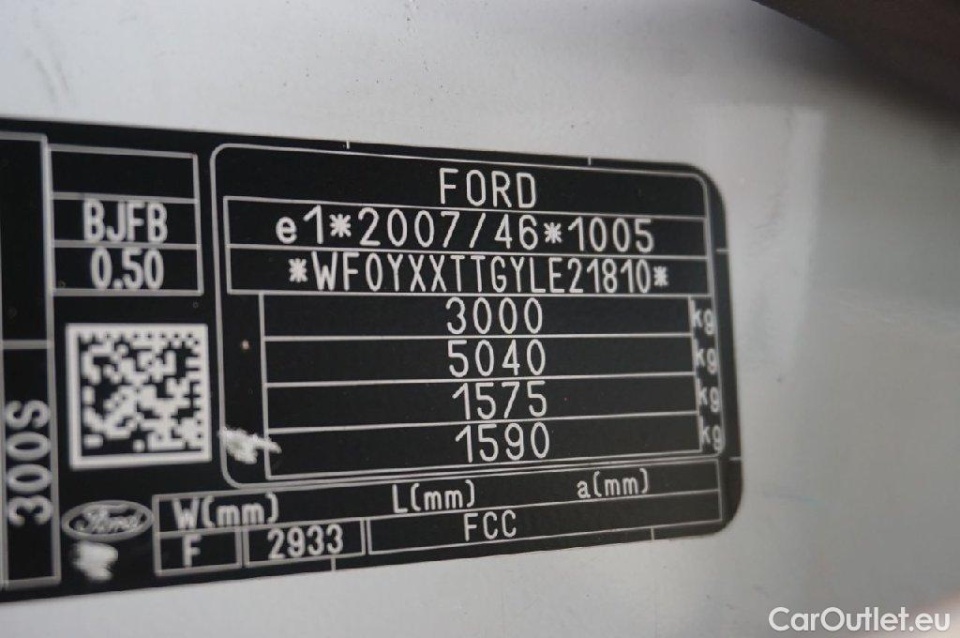 FORD
e1*2007/46*1005
*WF0YXXTTGYLE21810*
3000 kg
5040 kg
1575 kg
1590 kg
BJFB
0.50
300S
Ford
W(mm) L(mm) a(mm)
F 2933 FCC
CarOutlet.eu